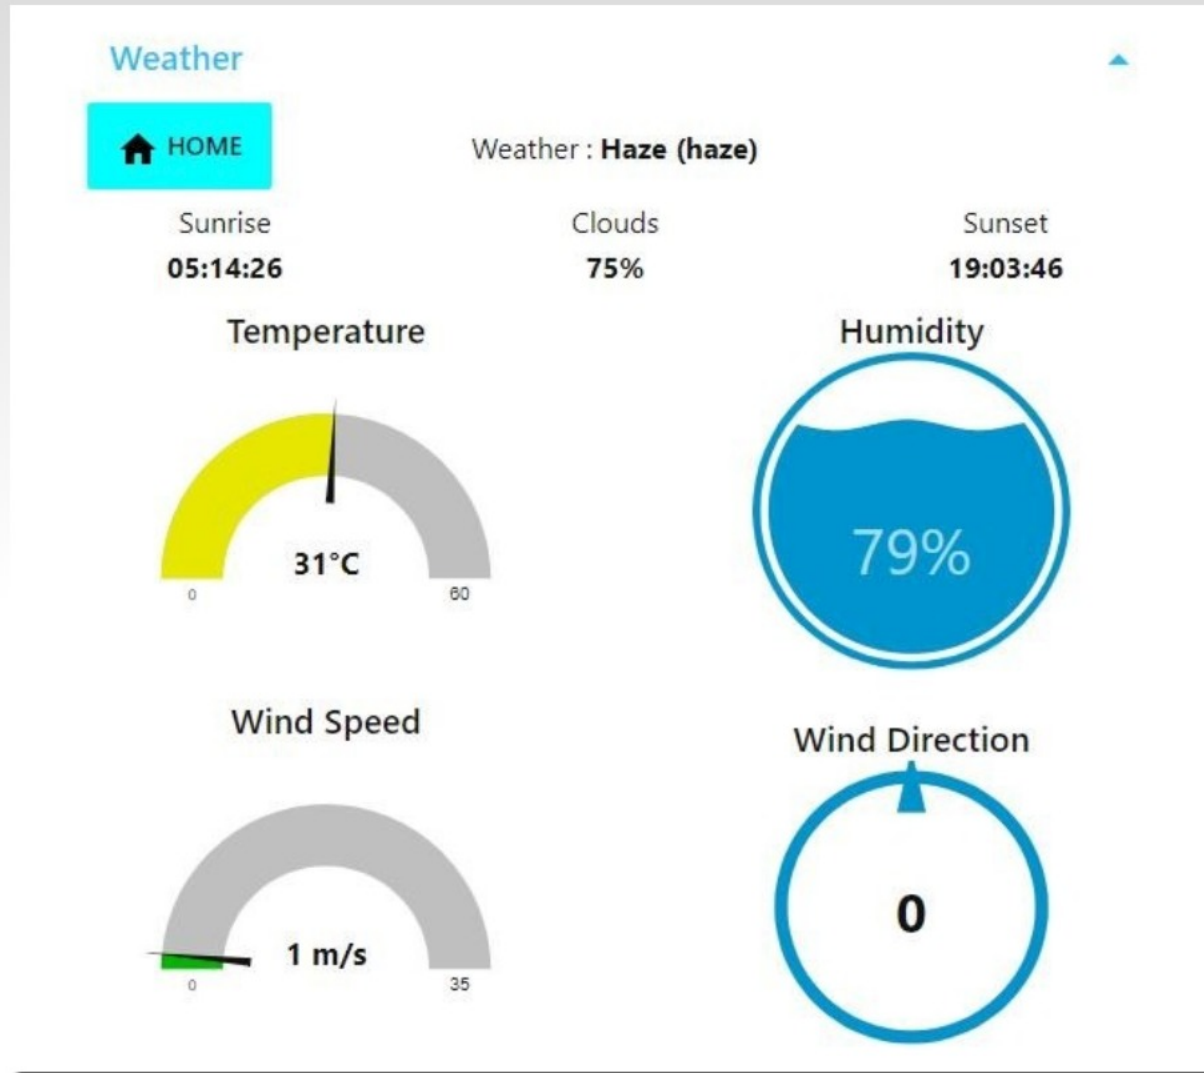 Weather
HOME
Weather : Haze (haze)
Sunrise
Clouds
Sunset
05:14:26
75%
19:03:46
Temperature
Humidity
31°C
0
60
79%
Wind Speed
Wind Direction
1 m/s
0
35
0